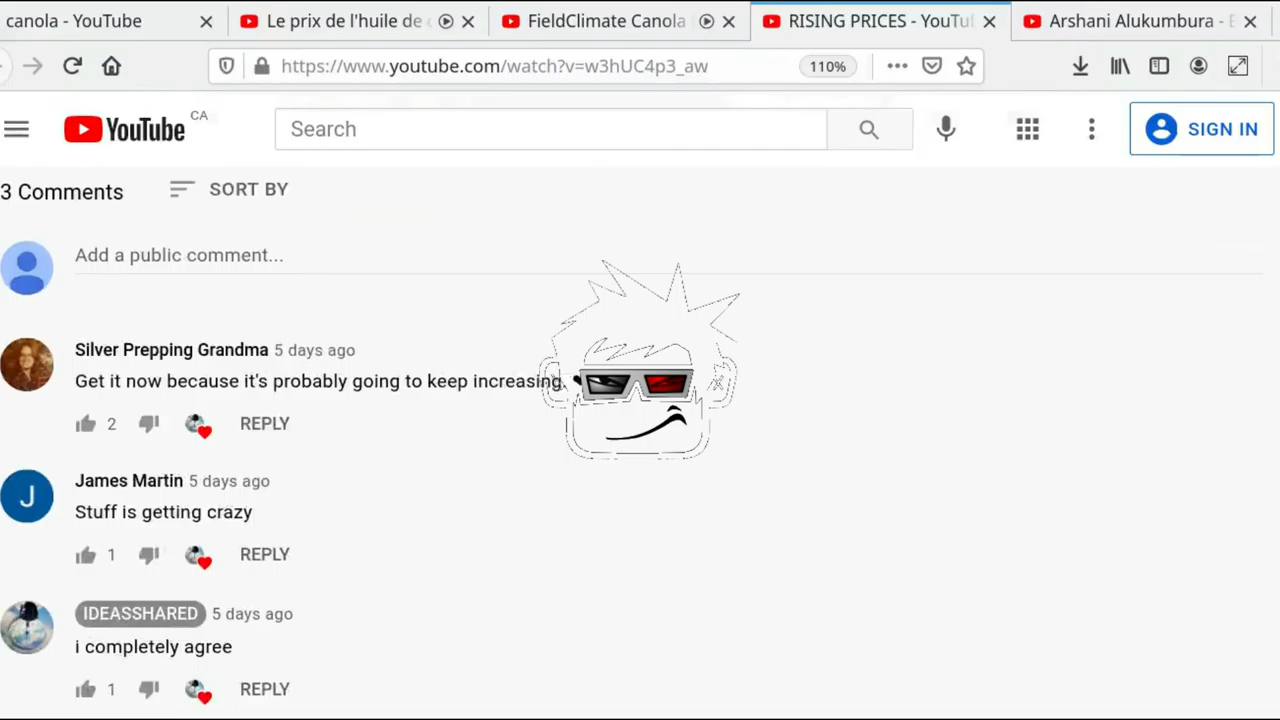 canola - YouTube
Le prix de l'huile de
FieldClimate Canola
RISING PRICES - YouTu
Arshani Alukumbura -
https://www.youtube.com/watch?v=w3hUC4p3_aw
110%
YouTube CA
Search
SIGN IN
3 Comments
SORT BY
Add a public comment...
Silver Prepping Grandma 5 days ago
Get it now because it's probably going to keep increasing.
2
REPLY
James Martin 5 days ago
Stuff is getting crazy
1
REPLY
IDEASSHARED 5 days ago
i completely agree
1
REPLY